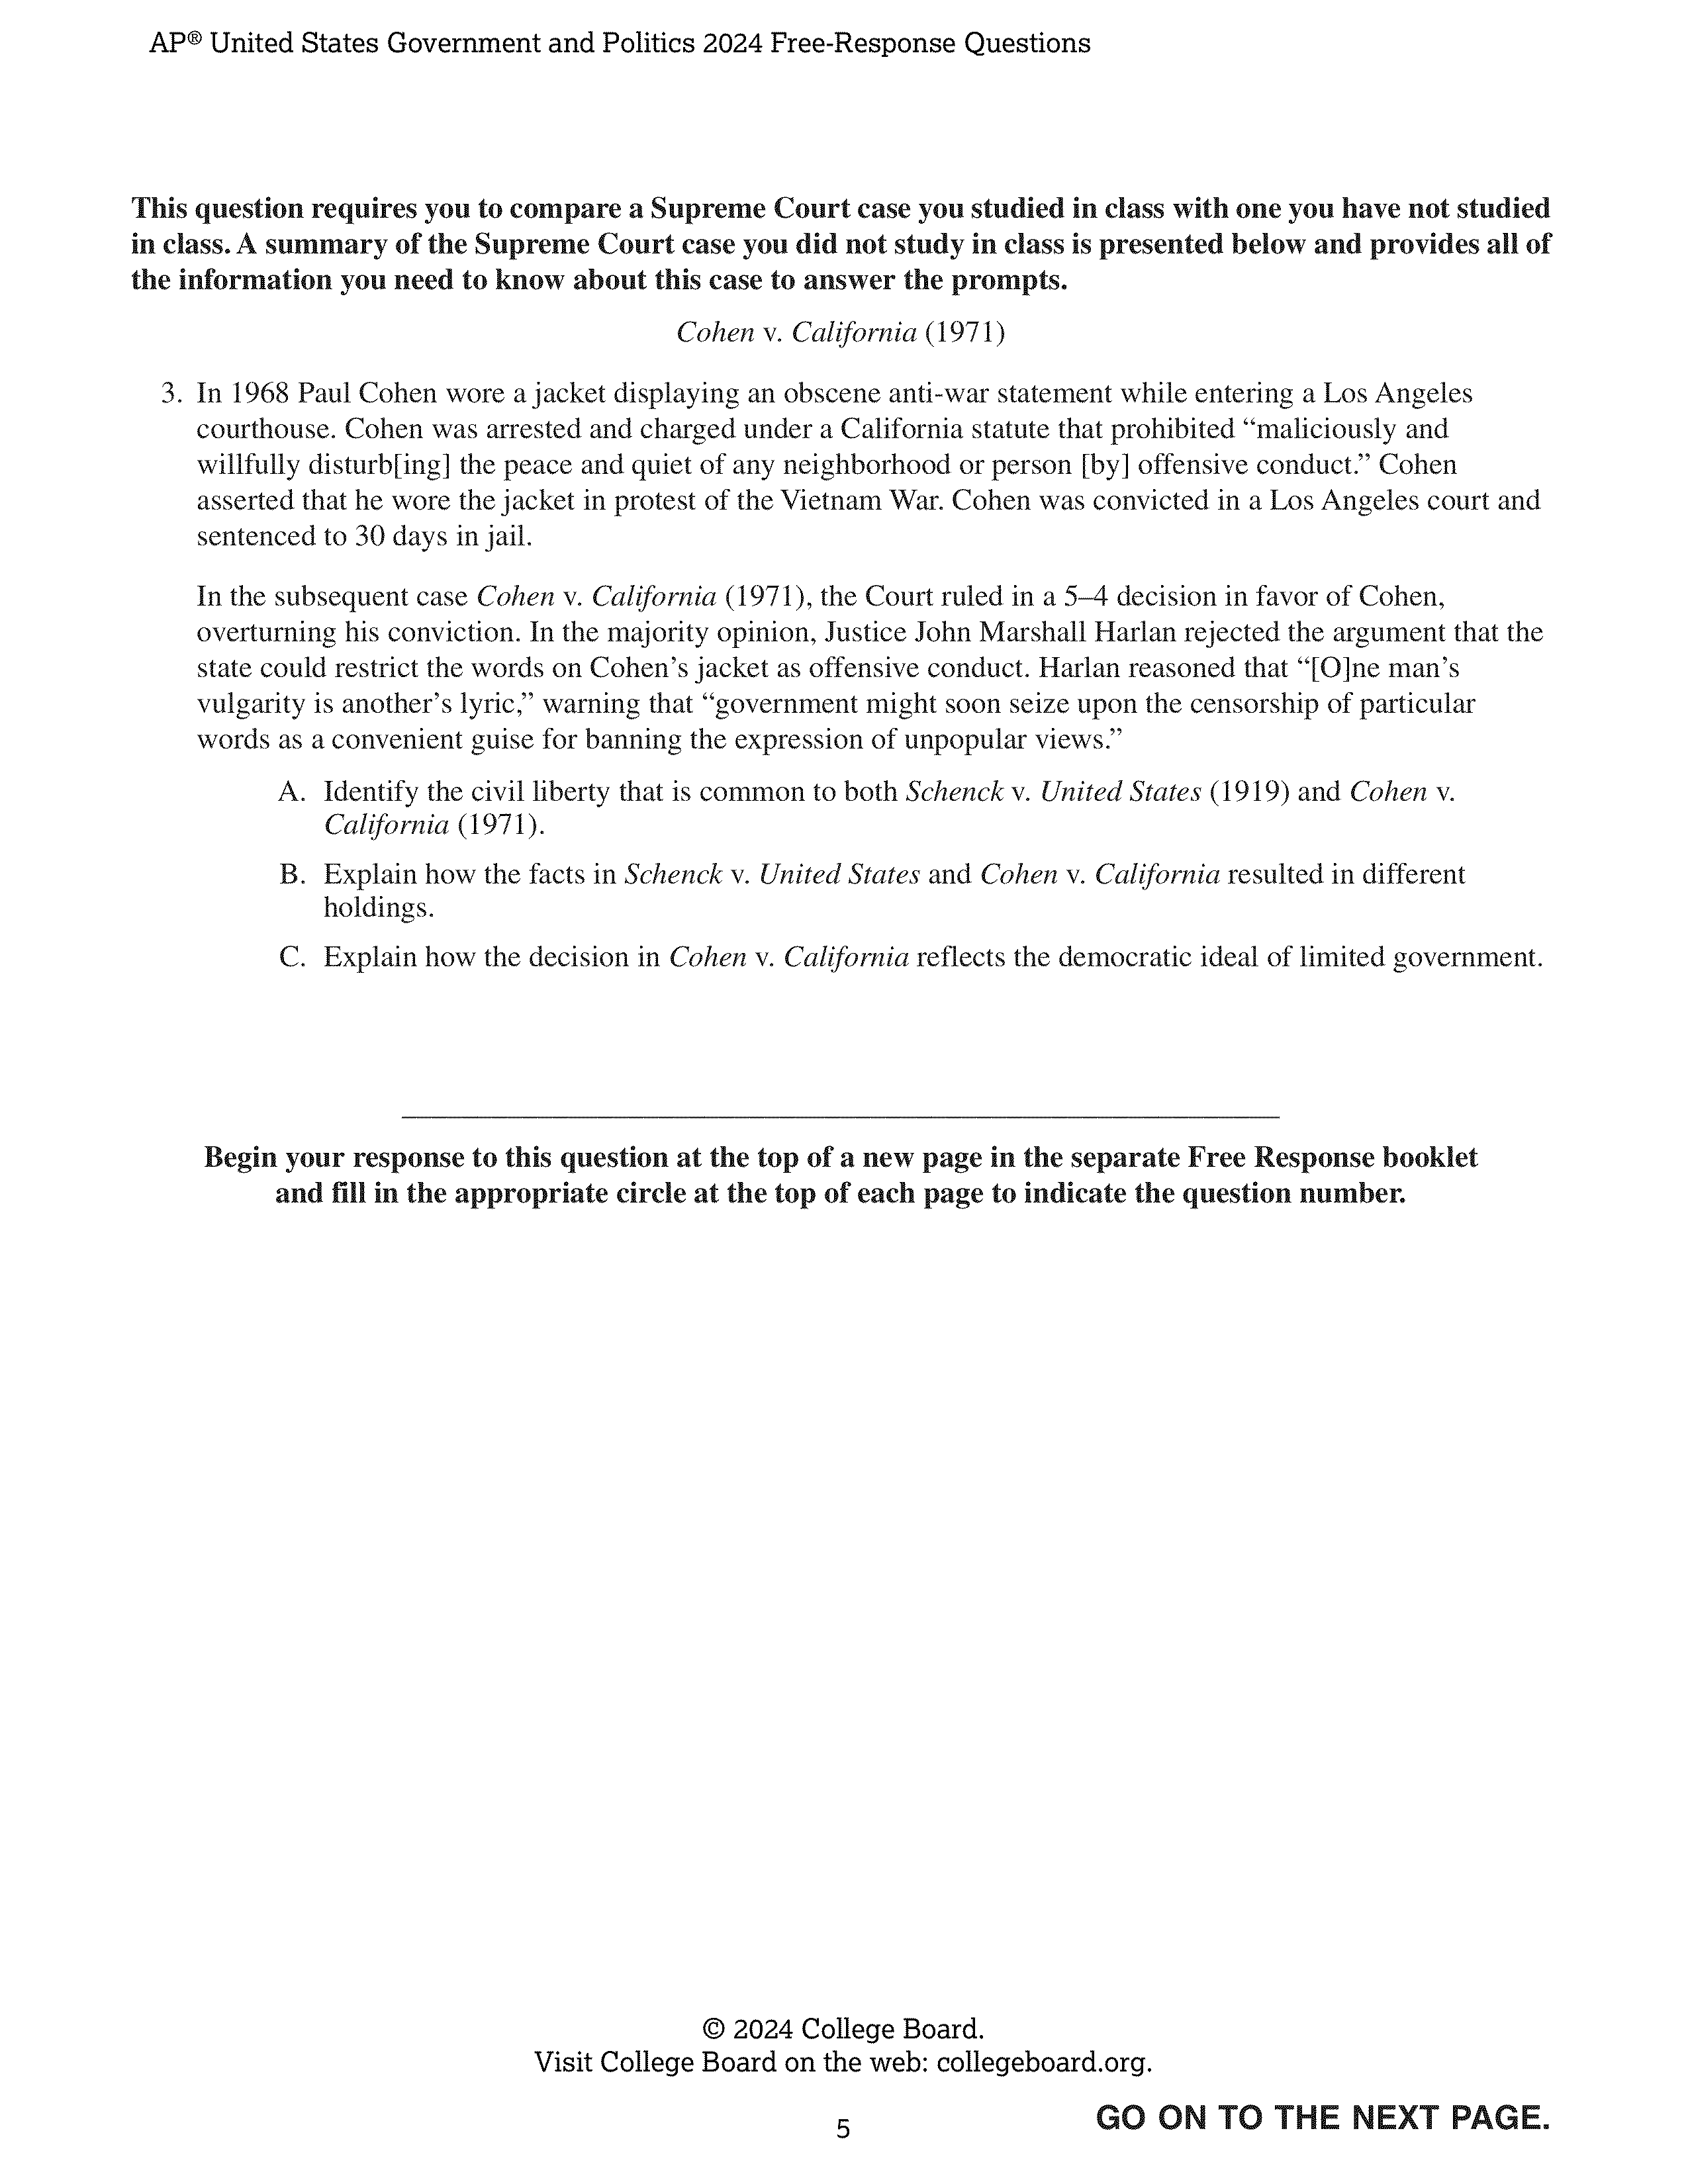 AP® United States Government and Politics 2024 Free-Response Questions
This question requires you to compare a Supreme Court case you studied in class with one you have not studied
in class. A summary of the Supreme Court case you did not study in class is presented below and provides all of
the information you need to know about this case to answer the prompts.
Cohen v. California (1971)
3. In 1968 Paul Cohen wore a jacket displaying an obscene anti-war statement while entering a Los Angeles
courthouse. Cohen was arrested and charged under a California statute that prohibited “maliciously and
willfully disturb[ing] the peace and quiet of any neighborhood or person [by] offensive conduct.” Cohen
asserted that he wore the jacket in protest of the Vietnam War. Cohen was convicted in a Los Angeles court and
sentenced to 30 days in jail.
In the subsequent case Cohen v. California (1971), the Court ruled in a 5–4 decision in favor of Cohen,
overturning his conviction. In the majority opinion, Justice John Marshall Harlan rejected the argument that the
state could restrict the words on Cohen’s jacket as offensive conduct. Harlan reasoned that “[O]ne man’s
vulgarity is another’s lyric,” warning that “government might soon seize upon the censorship of particular
words as a convenient guise for banning the expression of unpopular views.”
A. Identify the civil liberty that is common to both Schenck v. United States (1919) and Cohen v.
California (1971).
B. Explain how the facts in Schenck v. United States and Cohen v. California resulted in different
holdings.
C. Explain how the decision in Cohen v. California reflects the democratic ideal of limited government.
Begin your response to this question at the top of a new page in the separate Free Response booklet
and fill in the appropriate circle at the top of each page to indicate the question number.
© 2024 College Board.
Visit College Board on the web: collegeboard.org.
5
GO ON TO THE NEXT PAGE.